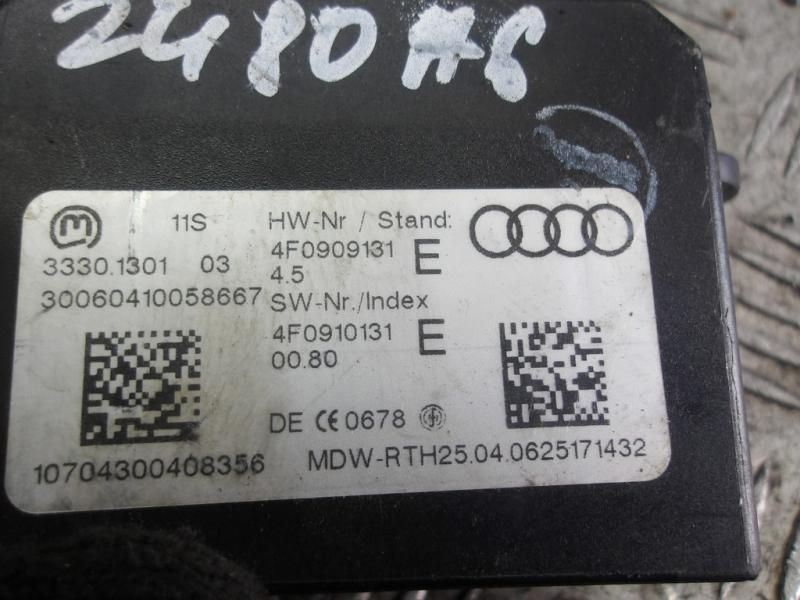 2480 A6
11S
3330.1301 03
30060410058667
HW-Nr / Stand:
4F0909131 E
4.5
SW-Nr./Index
4F0910131 E
00.80
DE CE 0678
10704300408356
MDW-RTH25.04.0625171432